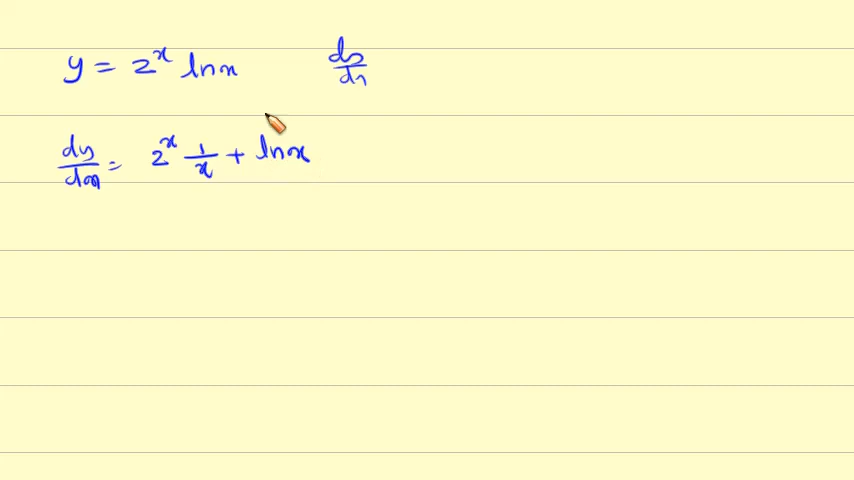 y = 2^x ln x dy/dx
dy/dx = 2^x 1/x + ln x